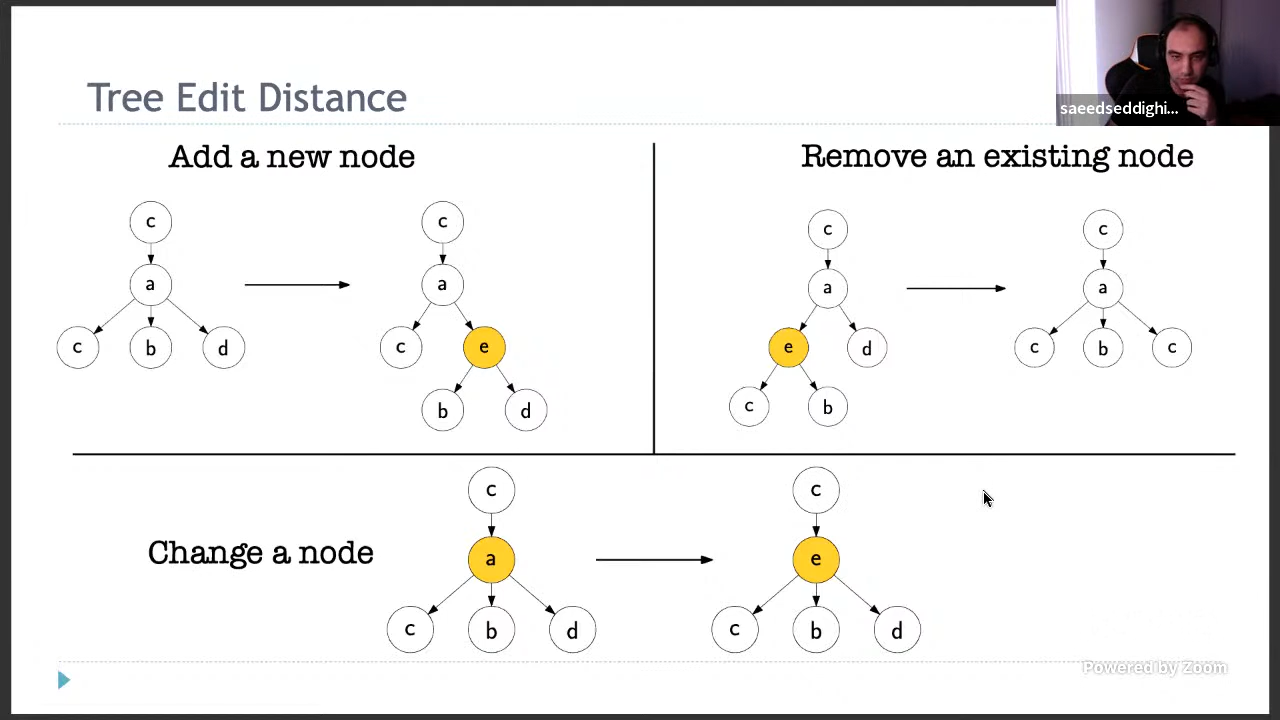 Tree Edit Distance
saeedseddighi...
Add a new node
Remove an existing node
c
c
a
a
c
b
d
c
e
b
d
c
c
a
a
e
d
c
b
c
b
c
Change a node
c
c
a
e
c
b
d
c
b
d
Powered by Zoom